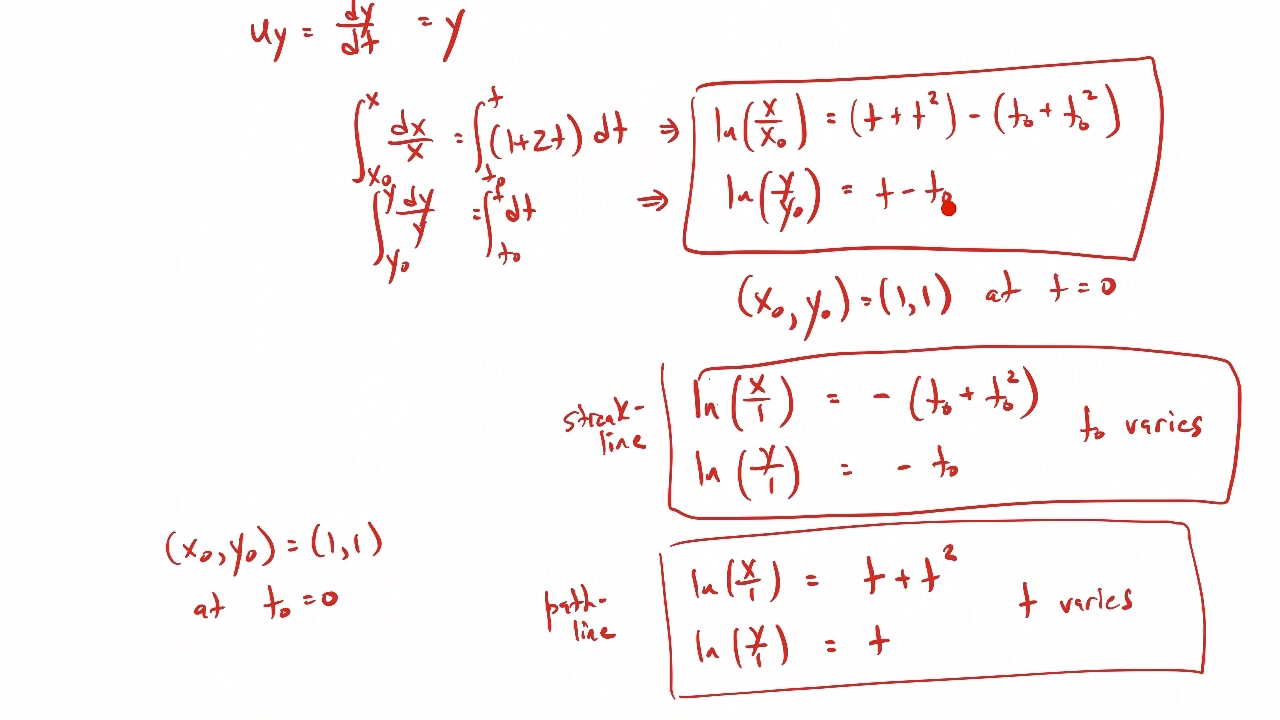 u_y = dy/dt = y
∫_{x₀}^{x} dx/x = ∫_{t₀}^{t} (1+2t) dt ⇒ ln(x/x₀) = (t + t²) - (t₀ + t₀²)
∫_{y₀}^{y} dy/y = ∫_{t₀}^{t} dt ⇒ ln(y/y₀) = t - t₀
(x₀, y₀) = (1,1) at t = 0
streak-line
ln(x/1) = - (t₀ + t₀²)
ln(y/1) = - t₀
t₀ varies
(x₀, y₀) = (1,1)
at t₀ = 0
path-line
ln(x/1) = t + t²
ln(y/1) = t
t varies